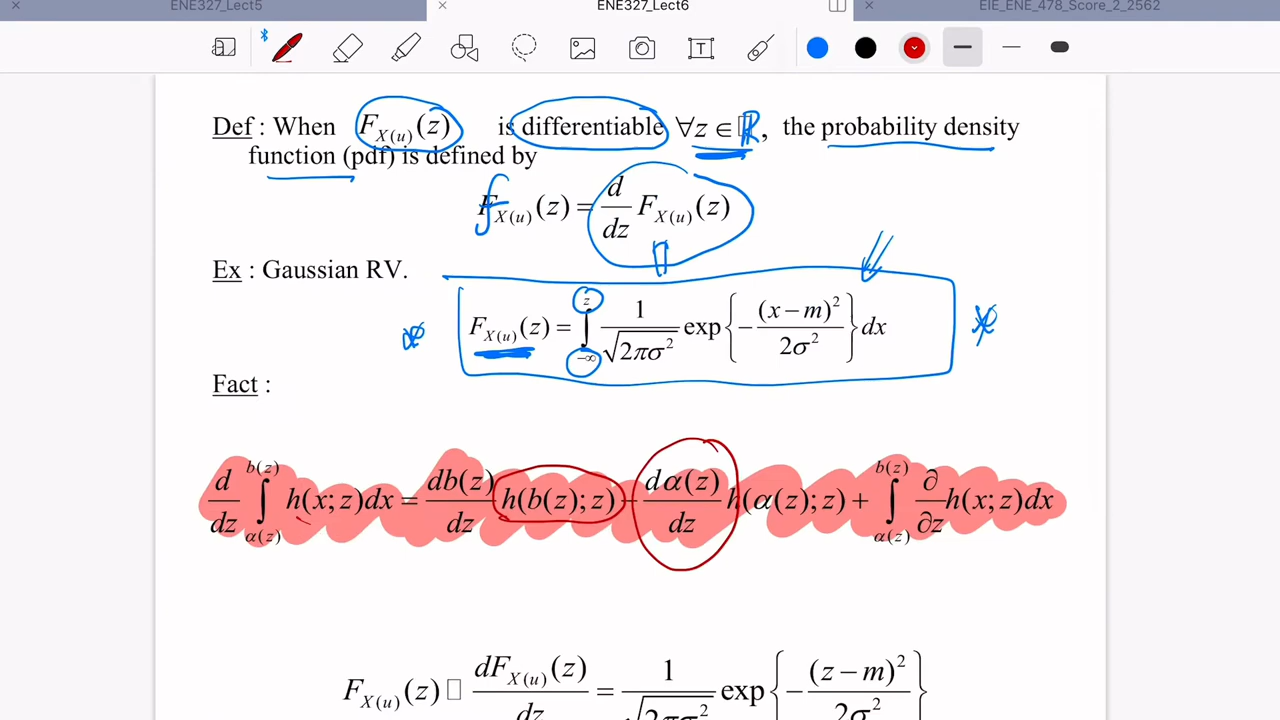 ENE327_Lect5 ENE327_Lect6 EIE_ENE_478_Score_2_2562
T
Def : When F_{X(u)}(z) is differentiable ∀z ∈ ℝ, the probability density
function (pdf) is defined by
f_{X(u)}(z) = d/dz F_{X(u)}(z)
Ex : Gaussian RV.
F_{X(u)}(z) = ∫_{-∞}^{z} 1/√(2πσ²) exp{−(x−m)²/2σ²} dx
Fact :
d/dz ∫_{α(z)}^{b(z)} h(x;z)dx = db(z)/dz h(b(z);z) − dα(z)/dz h(α(z);z) + ∫_{α(z)}^{b(z)} ∂/∂z h(x;z)dx
F_{X(u)}(z) □ dF_{X(u)}(z)/dz = 1/√(2πσ²) exp{−(z−m)²/σ²}